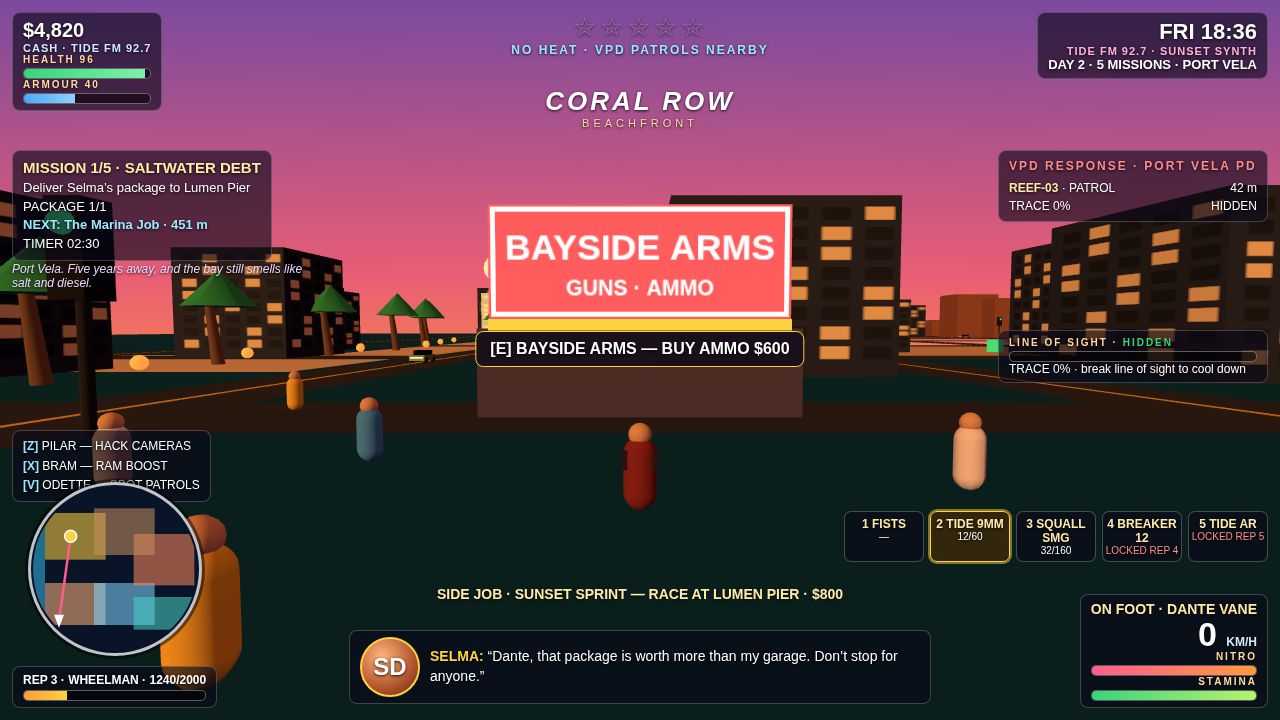 $4,820
CASH · TIDE FM 92.7
HEALTH 96
ARMOUR 40
NO HEAT · VPD PATROLS NEARBY
FRI 18:36
TIDE FM 92.7 · SUNSET SYNTH
DAY 2 · 5 MISSIONS · PORT VELA
CORAL ROW
BEACHFRONT
MISSION 1/5 · SALTWATER DEBT
Deliver Selma's package to Lumen Pier
PACKAGE 1/1
NEXT: The Marina Job · 451 m
TIMER 02:30
Port Vela. Five years away, and the bay still smells like
salt and diesel.
VPD RESPONSE · PORT VELA PD
REEF-03 · PATROL 42 m
TRACE 0% HIDDEN
BAYSIDE ARMS
GUNS · AMMO
[E] BAYSIDE ARMS — BUY AMMO $600
LINE OF SIGHT · HIDDEN
TRACE 0% · break line of sight to cool down
[Z] PILAR — HACK CAMERAS
[X] BRAM — RAM BOOST
[V] ODETTE — SPOT PATROLS
1 FISTS
—
2 TIDE 9MM
12/60
3 SQUALL
SMG
32/160
4 BREAKER
12
LOCKED REP 4
5 TIDE AR
LOCKED REP 5
SIDE JOB · SUNSET SPRINT — RACE AT LUMEN PIER · $800
SD
SELMA: “Dante, that package is worth more than my garage. Don’t stop for
anyone.”
ON FOOT · DANTE VANE
0 KM/H
NITRO
STAMINA
REP 3 · WHEELMAN · 1240/2000